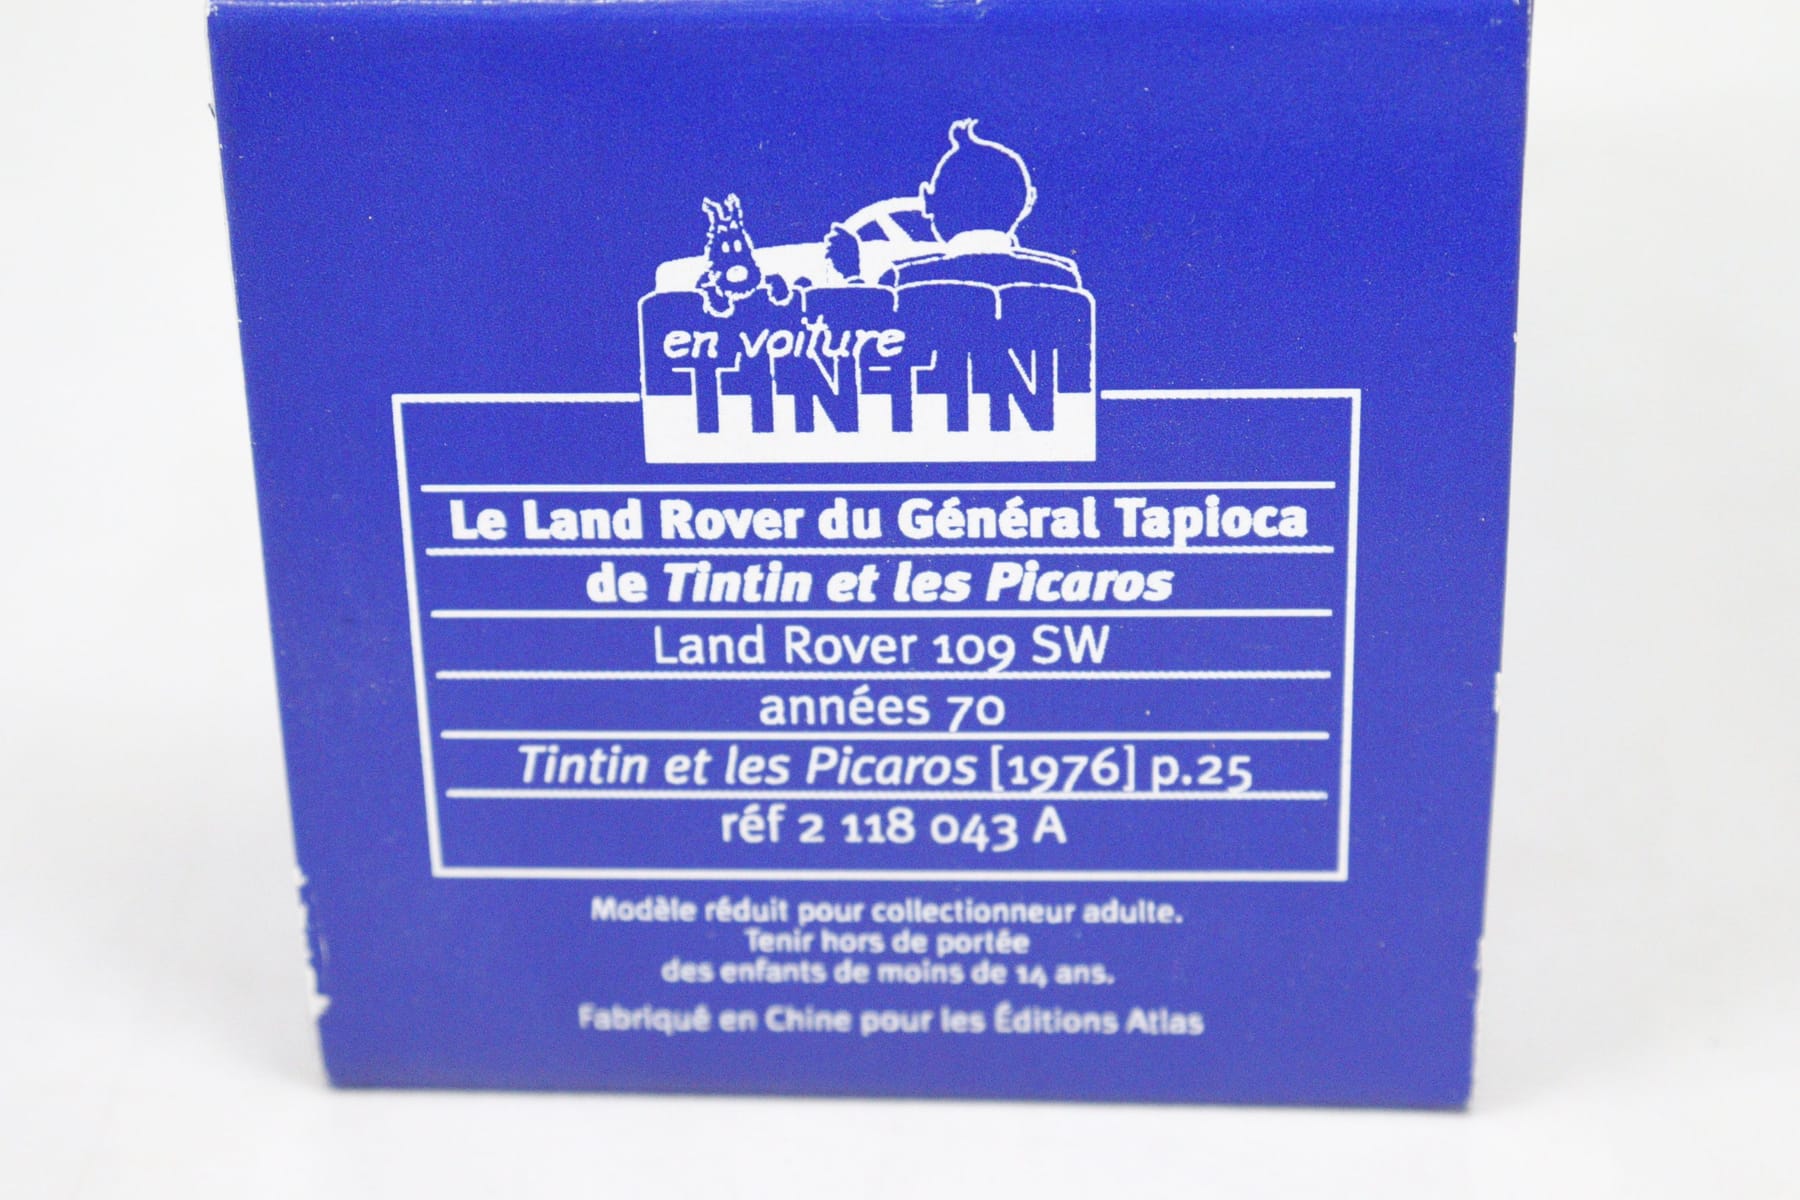 en voiture
TINTIN
Le Land Rover du Général Tapioca
de Tintin et les Picaros
Land Rover 109 SW
années 70
Tintin et les Picaros [1976] p.25
réf 2 118 043 A
Modèle réduit pour collectionneur adulte.
Tenir hors de portée
des enfants de moins de 14 ans.
Fabriqué en Chine pour les Éditions Atlas